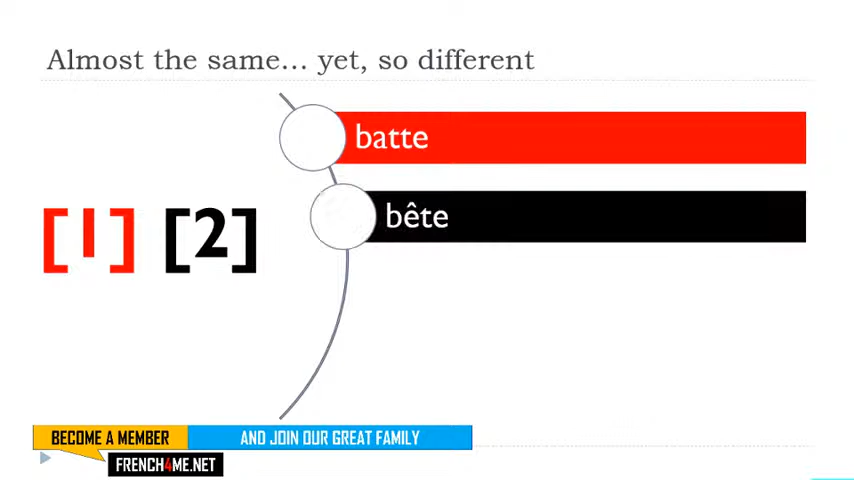 Almost the same... yet, so different
batte
bête
[1] [2]
BECOME A MEMBER AND JOIN OUR GREAT FAMILY
FRENCH4ME.NET